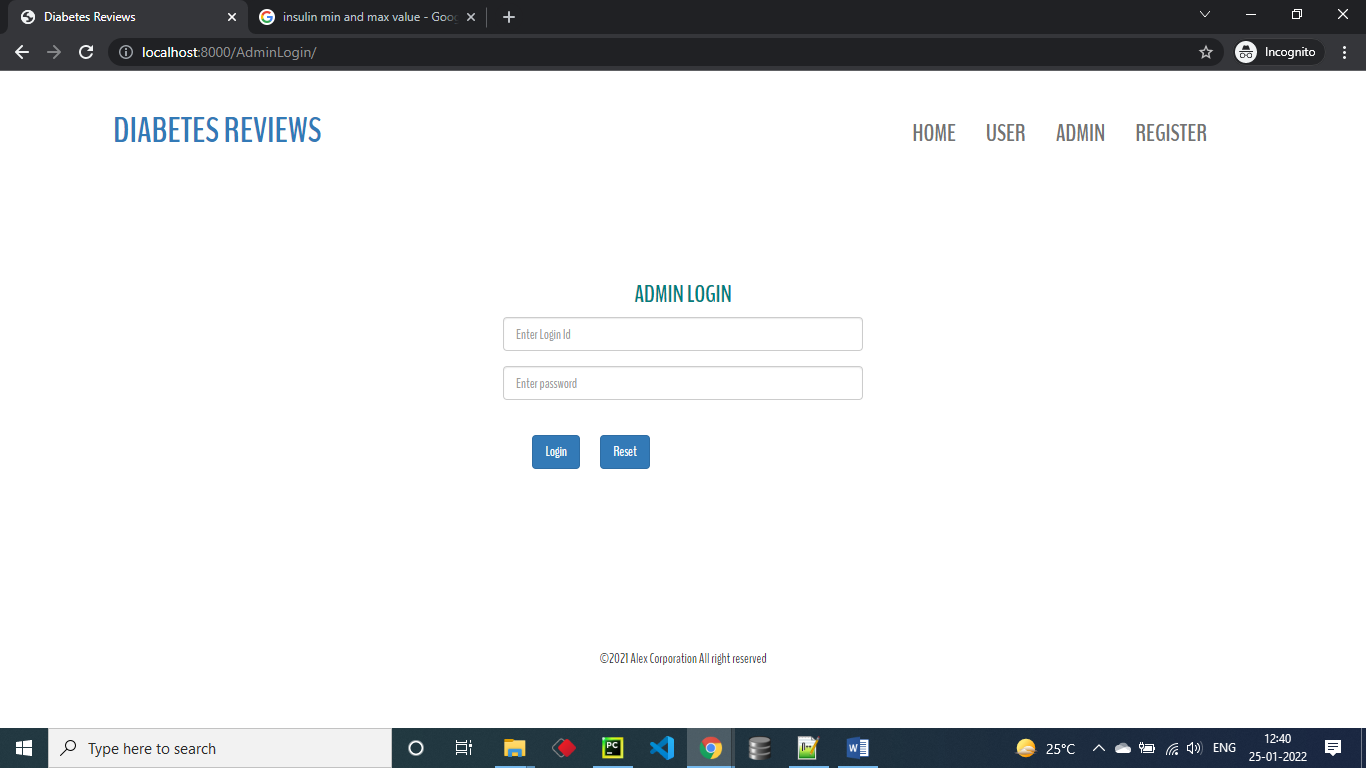 Diabetes Reviews
insulin min and max value - Goo
localhost:8000/AdminLogin/
Incognito
DIABETES REVIEWS
HOME USER ADMIN REGISTER
ADMIN LOGIN
Enter Login Id
Enter password
Login Reset
©2021 Alex Corporation All right reserved
Type here to search
PC
25°C
ENG
12:40
25-01-2022